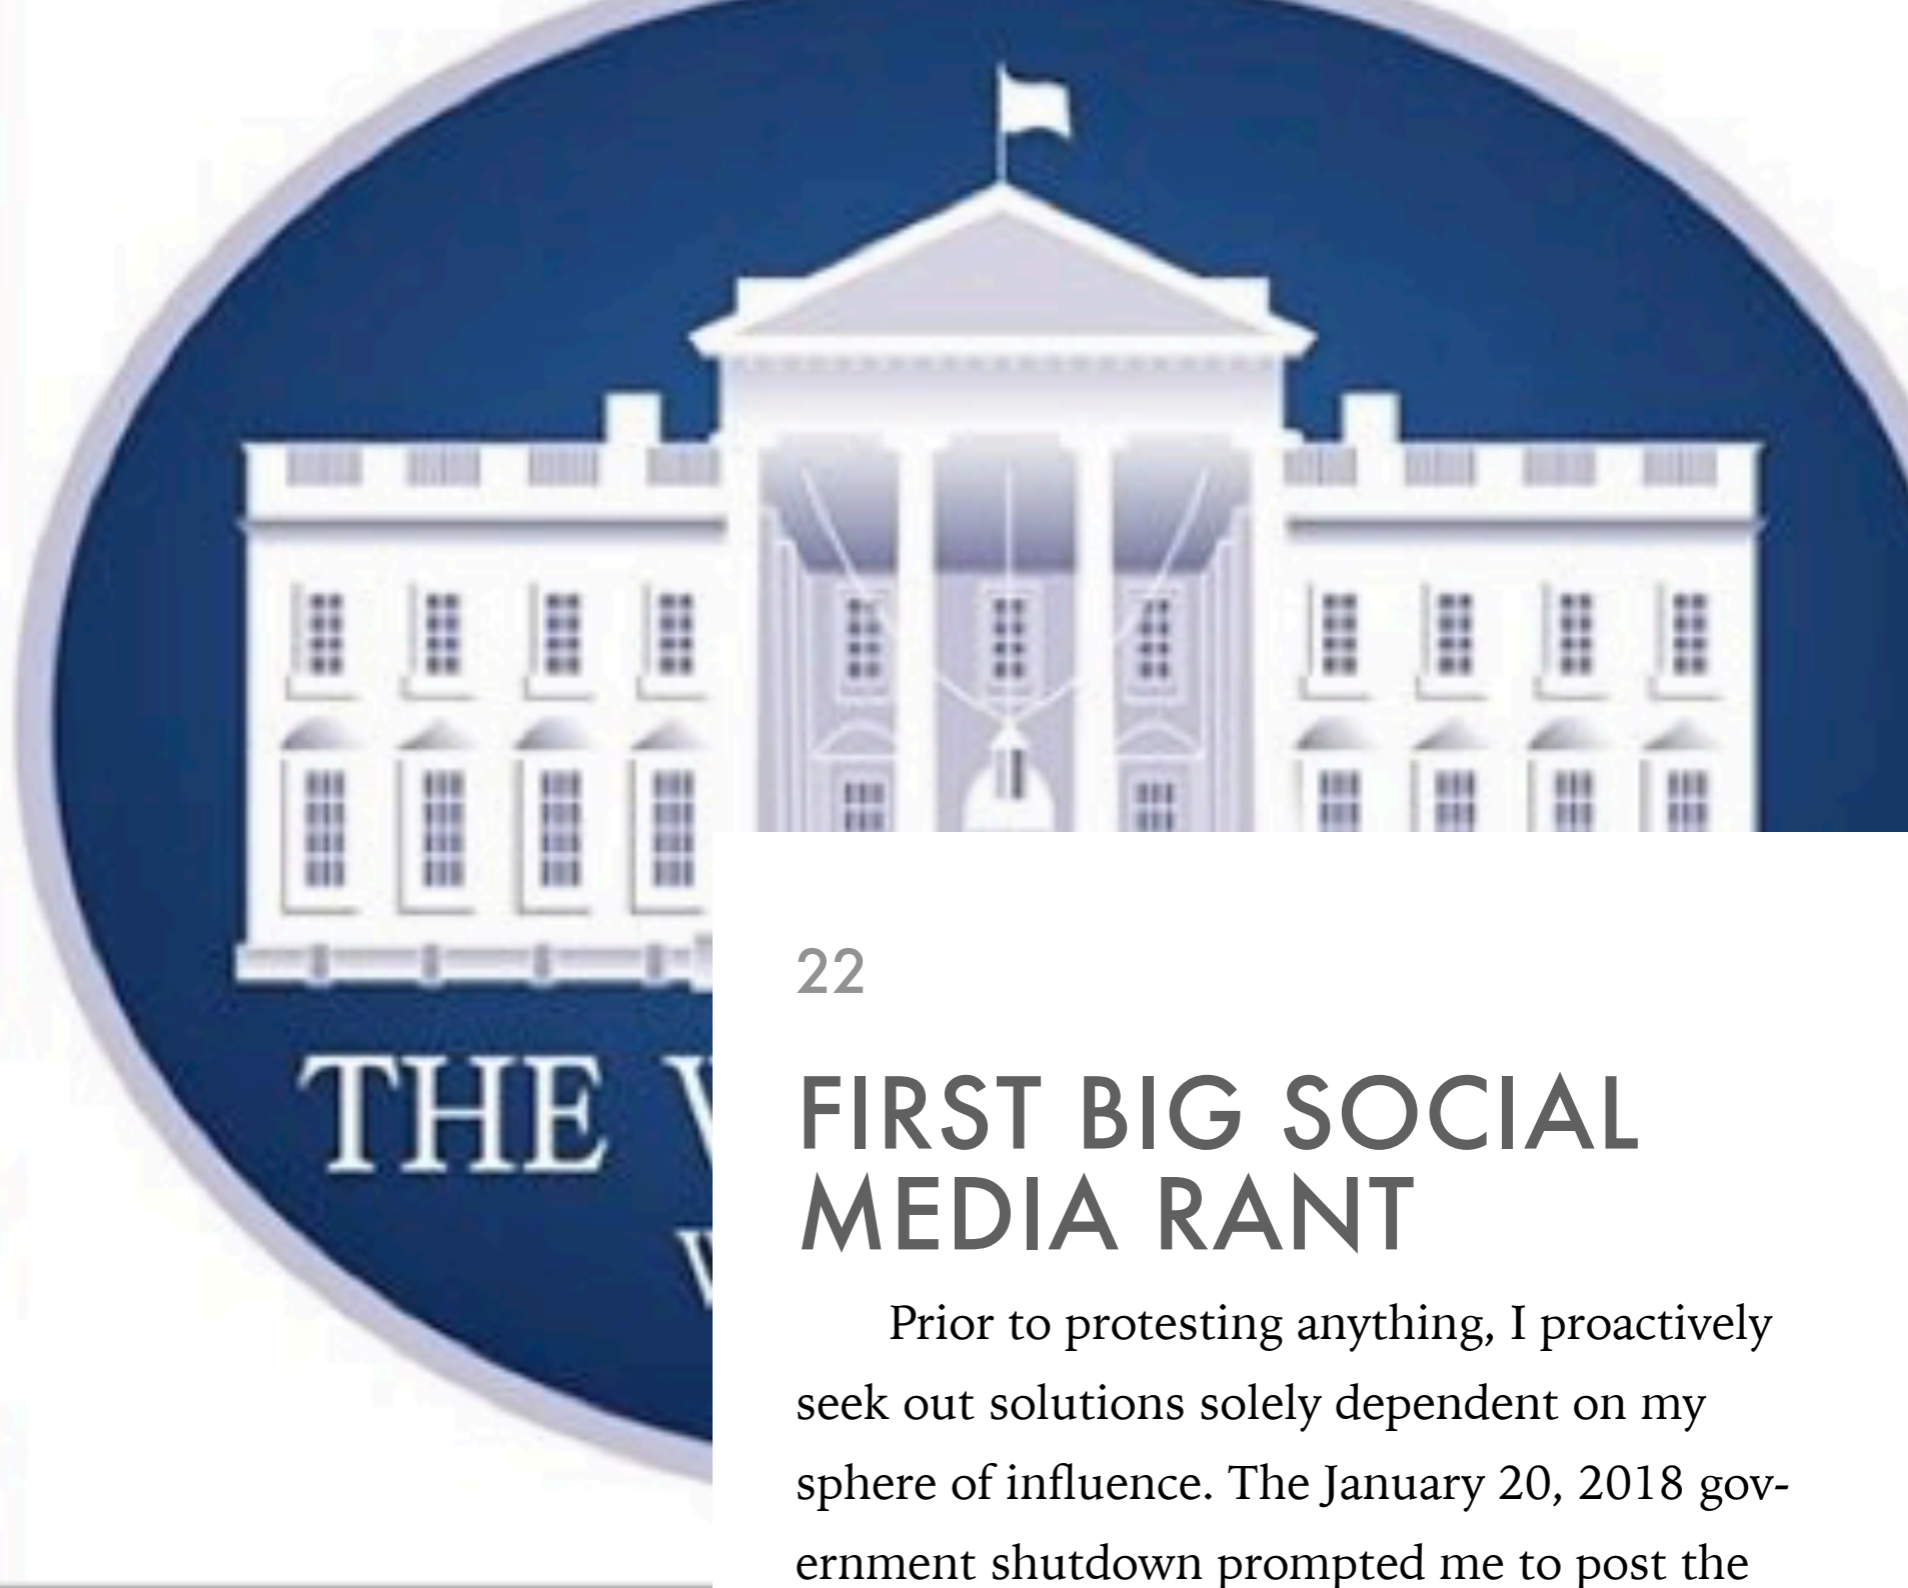 22
FIRST BIG SOCIAL
MEDIA RANT
Prior to protesting anything, I proactively
seek out solutions solely dependent on my
sphere of influence. The January 20, 2018 gov-
ernment shutdown prompted me to post the
THE W
W